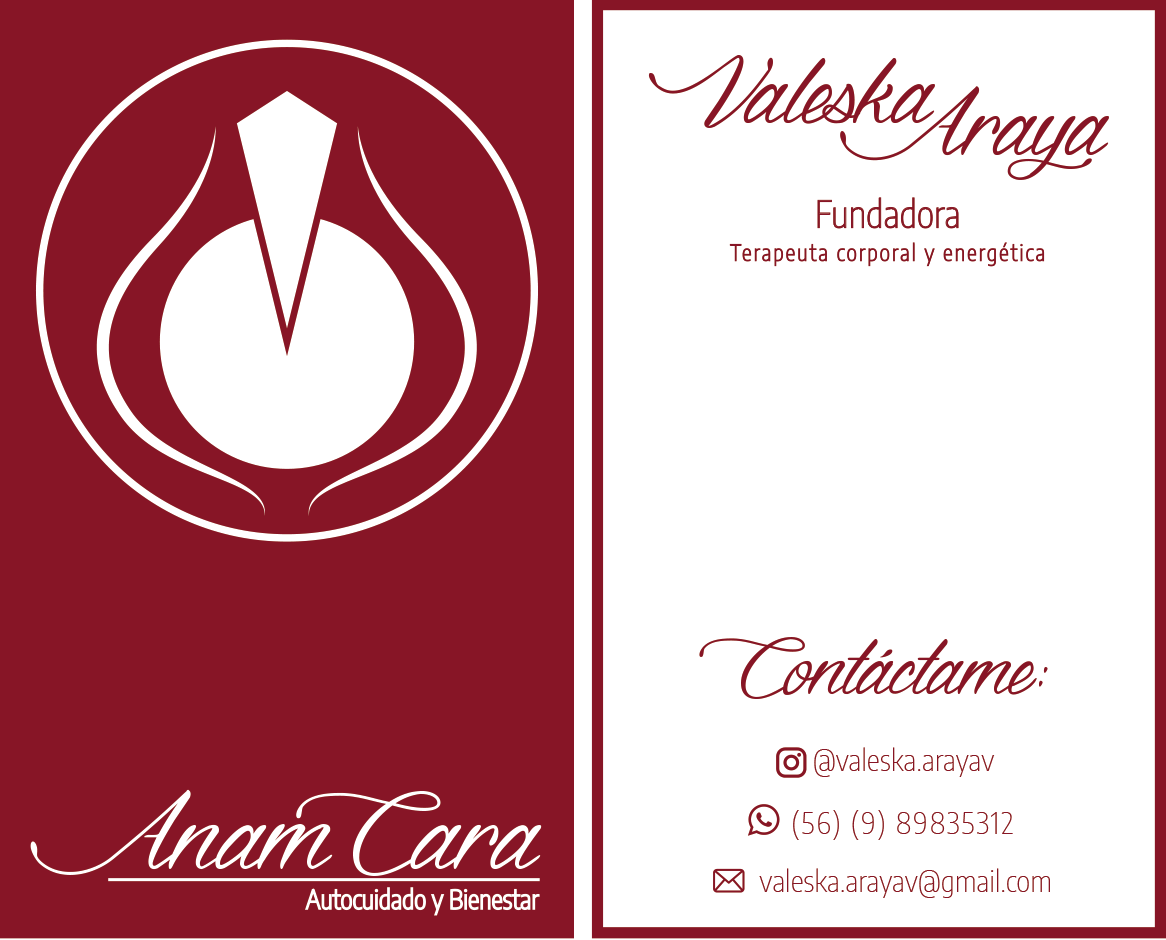 Anam Cara
Autocuidado y Bienestar
Valeska Araya
Fundadora
Terapeuta corporal y energética
Contáctame:
@valeska.arayav
(56) (9) 89835312
valeska.arayav@gmail.com